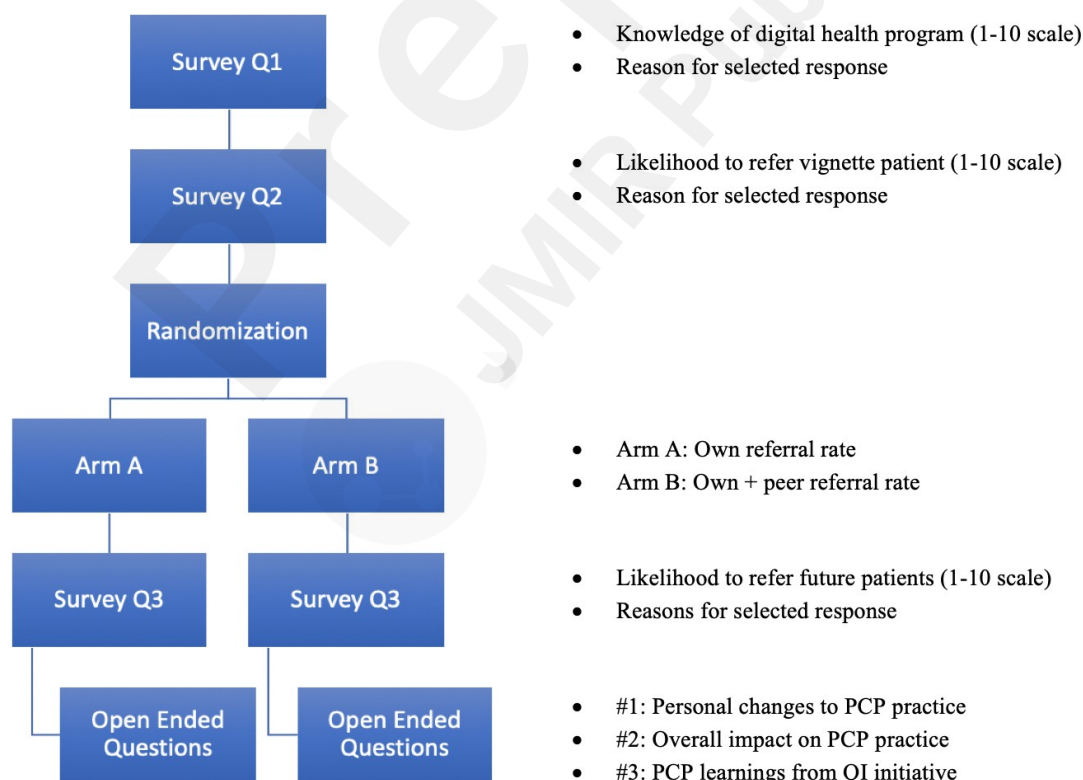 Survey Q1
• Knowledge of digital health program (1-10 scale)
• Reason for selected response
Survey Q2
• Likelihood to refer vignette patient (1-10 scale)
• Reason for selected response
Randomization
Arm A
Arm B
• Arm A: Own referral rate
• Arm B: Own + peer referral rate
Survey Q3
Survey Q3
• Likelihood to refer future patients (1-10 scale)
• Reasons for selected response
Open Ended
Questions
Open Ended
Questions
• #1: Personal changes to PCP practice
• #2: Overall impact on PCP practice
• #3: PCP learnings from QI initiative
JMIR